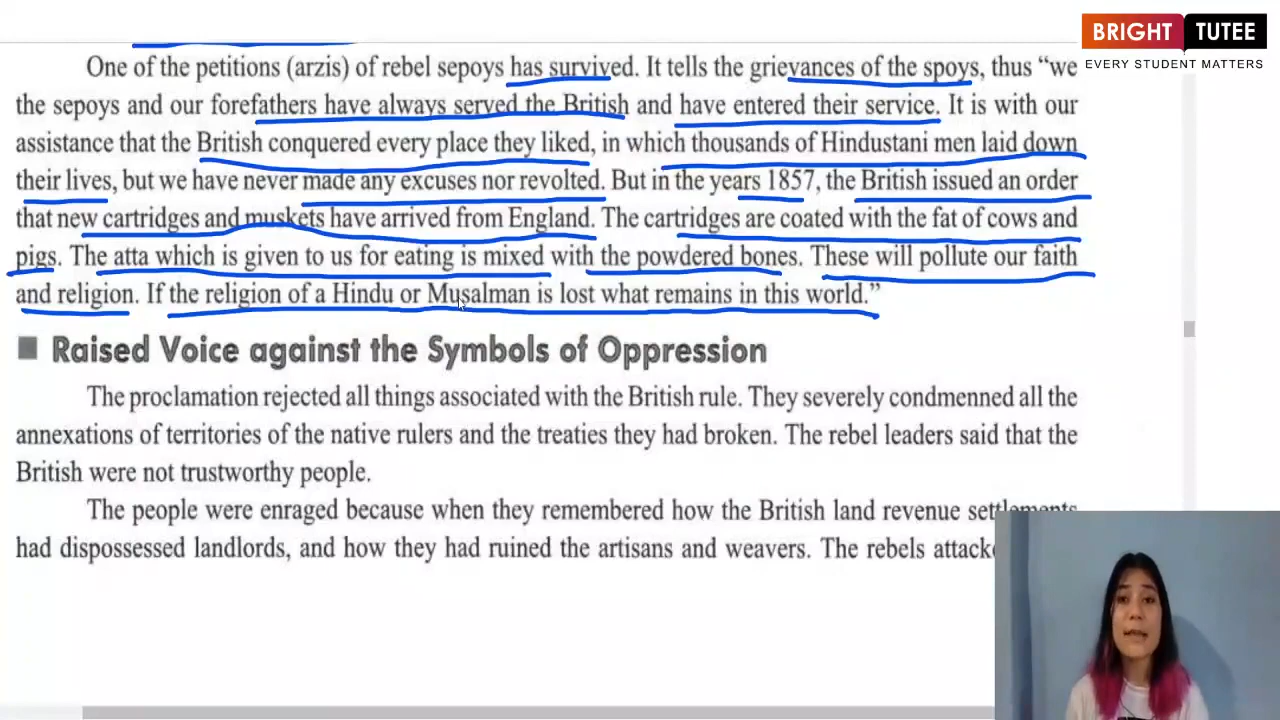 BRIGHT TUTEE
EVERY STUDENT MATTERS
One of the petitions (arzis) of rebel sepoys has survived. It tells the grievances of the spoys, thus “we
the sepoys and our forefathers have always served the British and have entered their service. It is with our
assistance that the British conquered every place they liked, in which thousands of Hindustani men laid down
their lives, but we have never made any excuses nor revolted. But in the years 1857, the British issued an order
that new cartridges and muskets have arrived from England. The cartridges are coated with the fat of cows and
pigs. The atta which is given to us for eating is mixed with the powdered bones. These will pollute our faith
and religion. If the religion of a Hindu or Musalman is lost what remains in this world.”
Raised Voice against the Symbols of Oppression
The proclamation rejected all things associated with the British rule. They severely condmenned all the
annexations of territories of the native rulers and the treaties they had broken. The rebel leaders said that the
British were not trustworthy people.
The people were enraged because when they remembered how the British land revenue settlements
had dispossessed landlords, and how they had ruined the artisans and weavers. The rebels